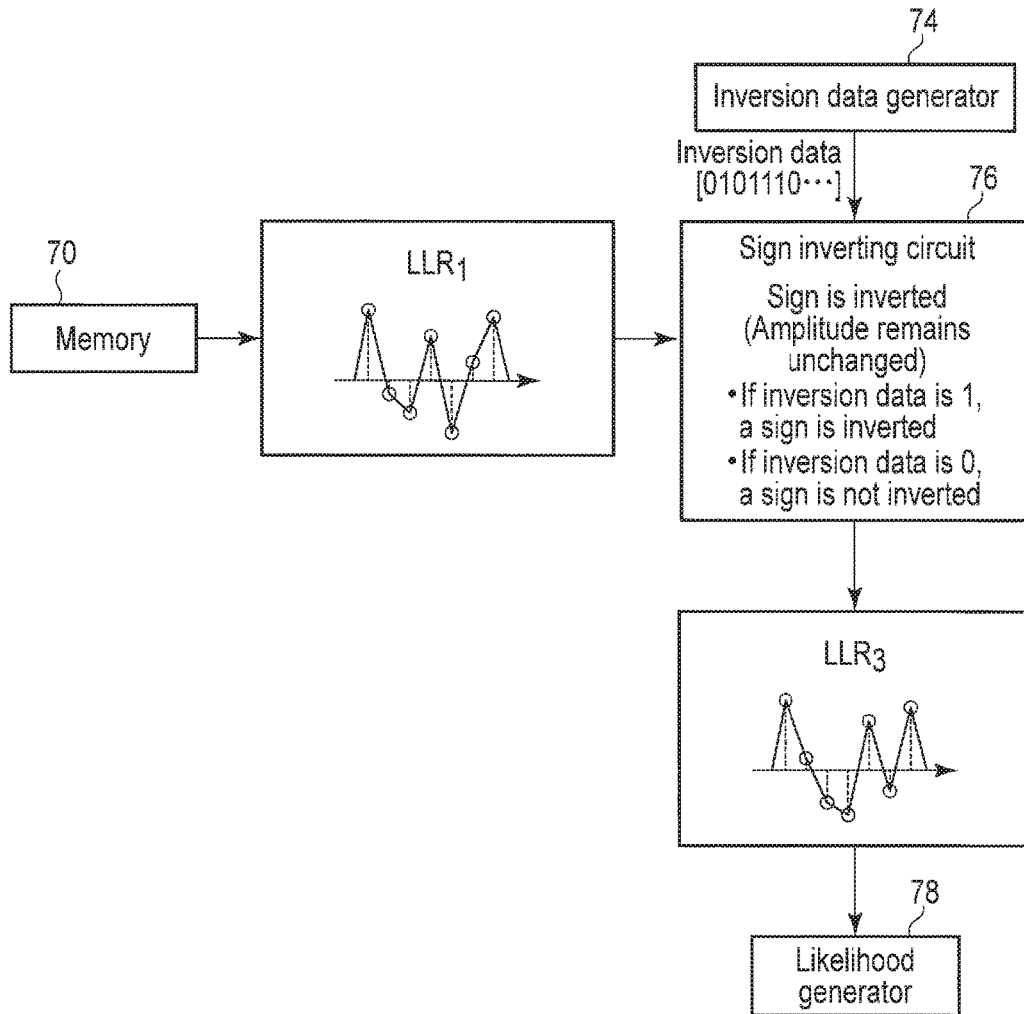 74
Inversion data generator
Inversion data
[0101110···]
76
70
Memory
LLR1
Sign inverting circuit
Sign is inverted
(Amplitude remains
unchanged)
•If inversion data is 1,
a sign is inverted
•If inversion data is 0,
a sign is not inverted
LLR3
78
Likelihood
generator